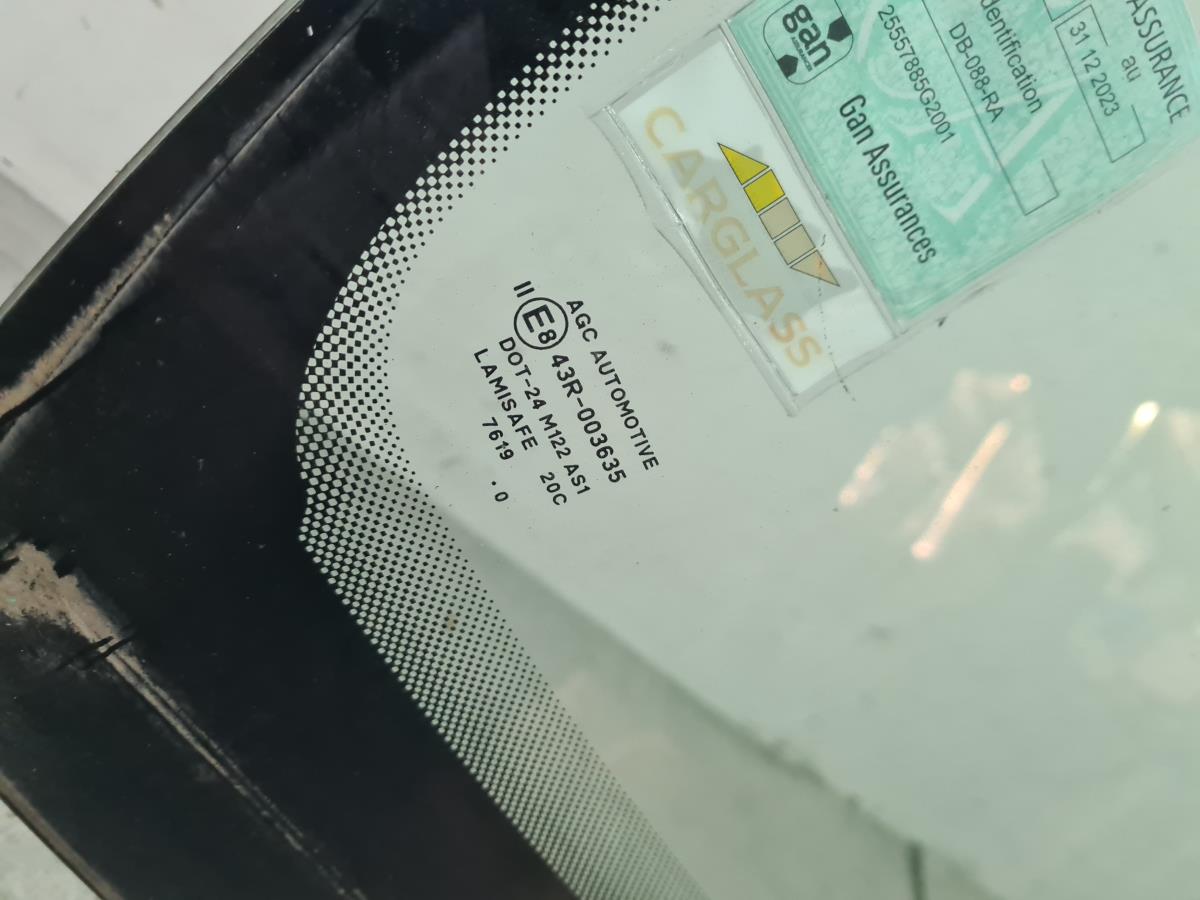 ASSURANCE
au
31 12 2023
Identification
DB-088-RA
25557885G2001
gan
Gan Assurances
CARGLASS
AGC AUTOMOTIVE
II E8 43R-003635
DOT-24 M122 AS1
LAMISAFE 20C
7619 .0